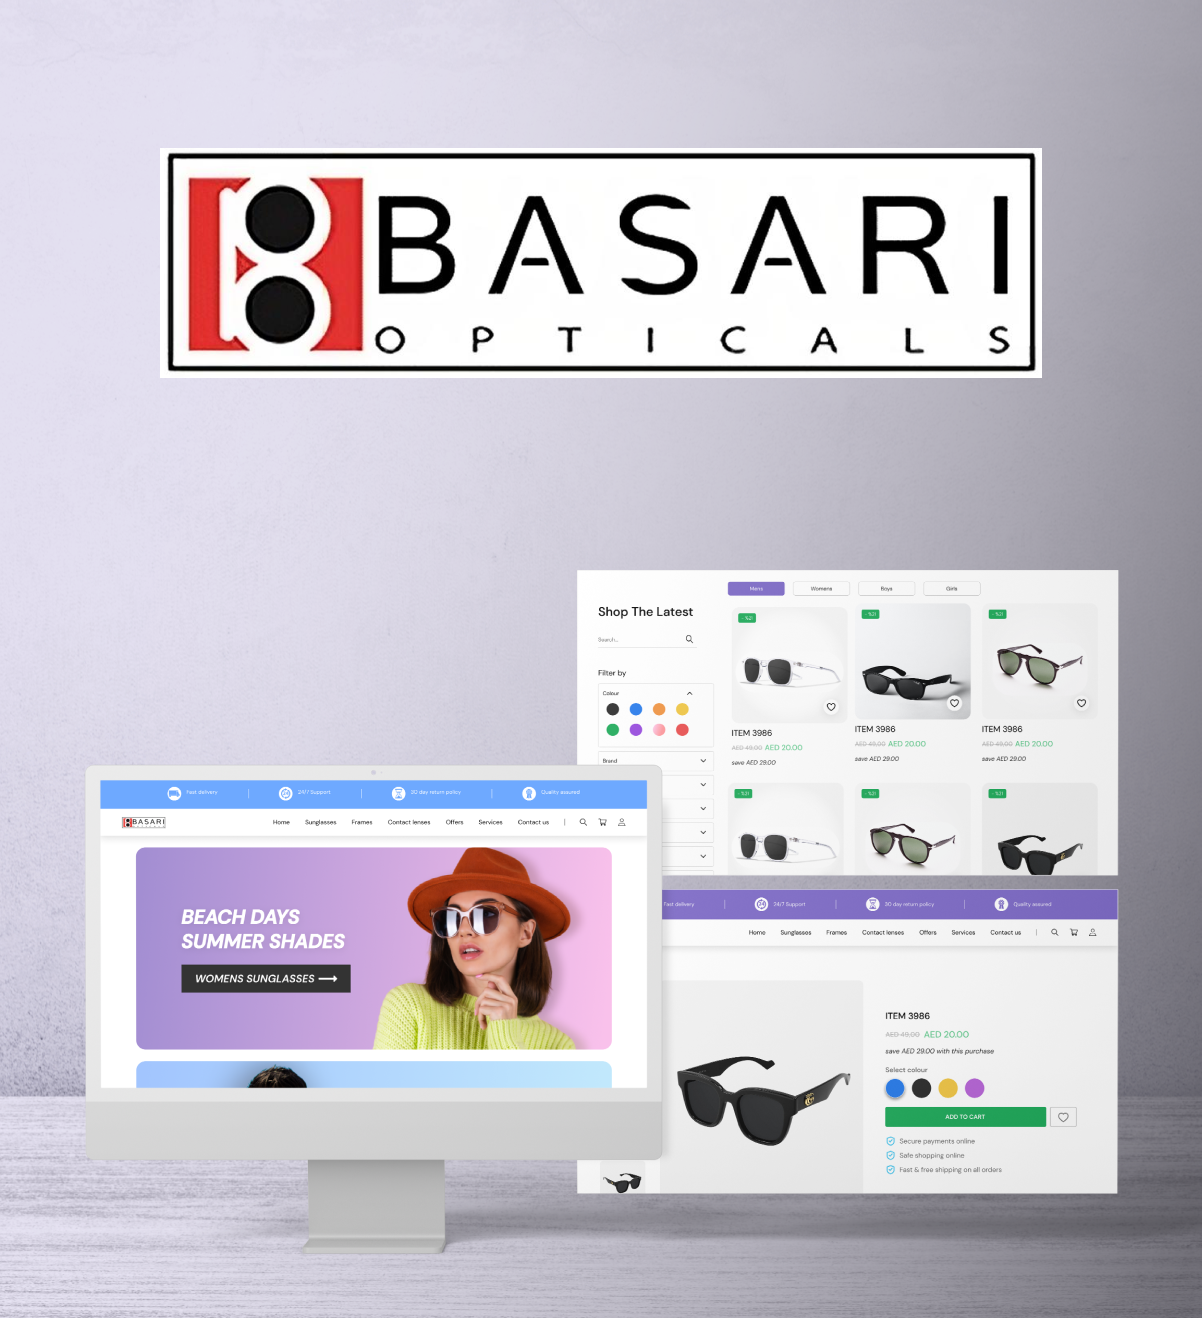 BASARI
OPTICALS
Mens
Womens
Boys
Girls
Shop The Latest
Search...
Filter by
Colour
Brand
- %21
- %21
- %21
ITEM 3986
AED 49.00 AED 20.00
save AED 29.00
ITEM 3986
AED 49.00 AED 20.00
save AED 29.00
ITEM 3986
AED 49.00 AED 20.00
save AED 29.00
- %21
- %21
- %21
Fast delivery
24/7 Support
30 day return policy
Quality assured
BASARI
Home
Sunglasses
Frames
Contact lenses
Offers
Services
Contact us
BEACH DAYS
SUMMER SHADES
WOMENS SUNGLASSES
Fast delivery
24/7 Support
30 day return policy
Quality assured
Home
Sunglasses
Frames
Contact lenses
Offers
Services
Contact us
ITEM 3986
AED 49.00 AED 20.00
save AED 29.00 with this purchase
Select colour
ADD TO CART
Secure payments online
Safe shopping online
Fast & free shipping on all orders